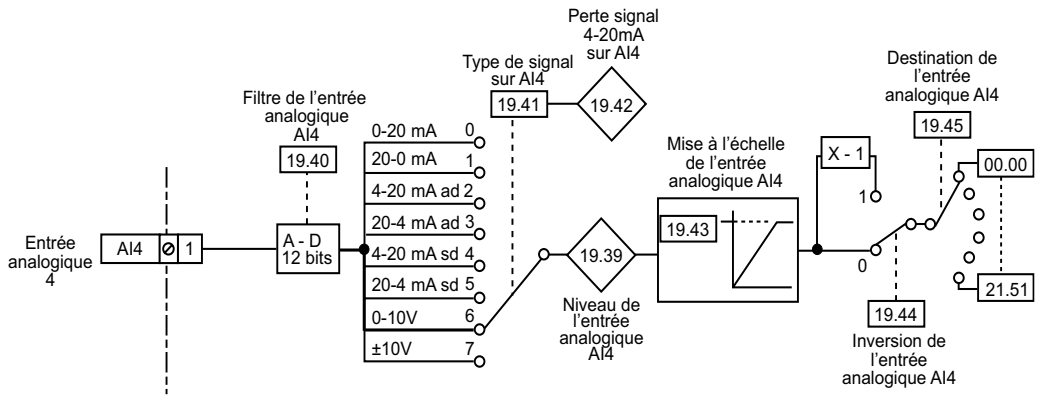 Perte signal
4-20mA
sur AI4
19.42
Type de signal
sur AI4
19.41
Filtre de l'entrée
analogique
AI4
19.40
Entrée
analogique
4
AI4
1
A - D
12 bits
0-20 mA 0
20-0 mA 1
4-20 mA ad 2
20-4 mA ad 3
4-20 mA sd 4
20-4 mA sd 5
0-10V 6
±10V 7
19.39
Niveau de
l'entrée
analogique
AI4
Mise à l'échelle
de l'entrée
analogique AI4
19.43
X - 1
1
0
19.44
Inversion de
l'entrée
analogique AI4
Destination de
l'entrée
analogique AI4
19.45
00.00
21.51